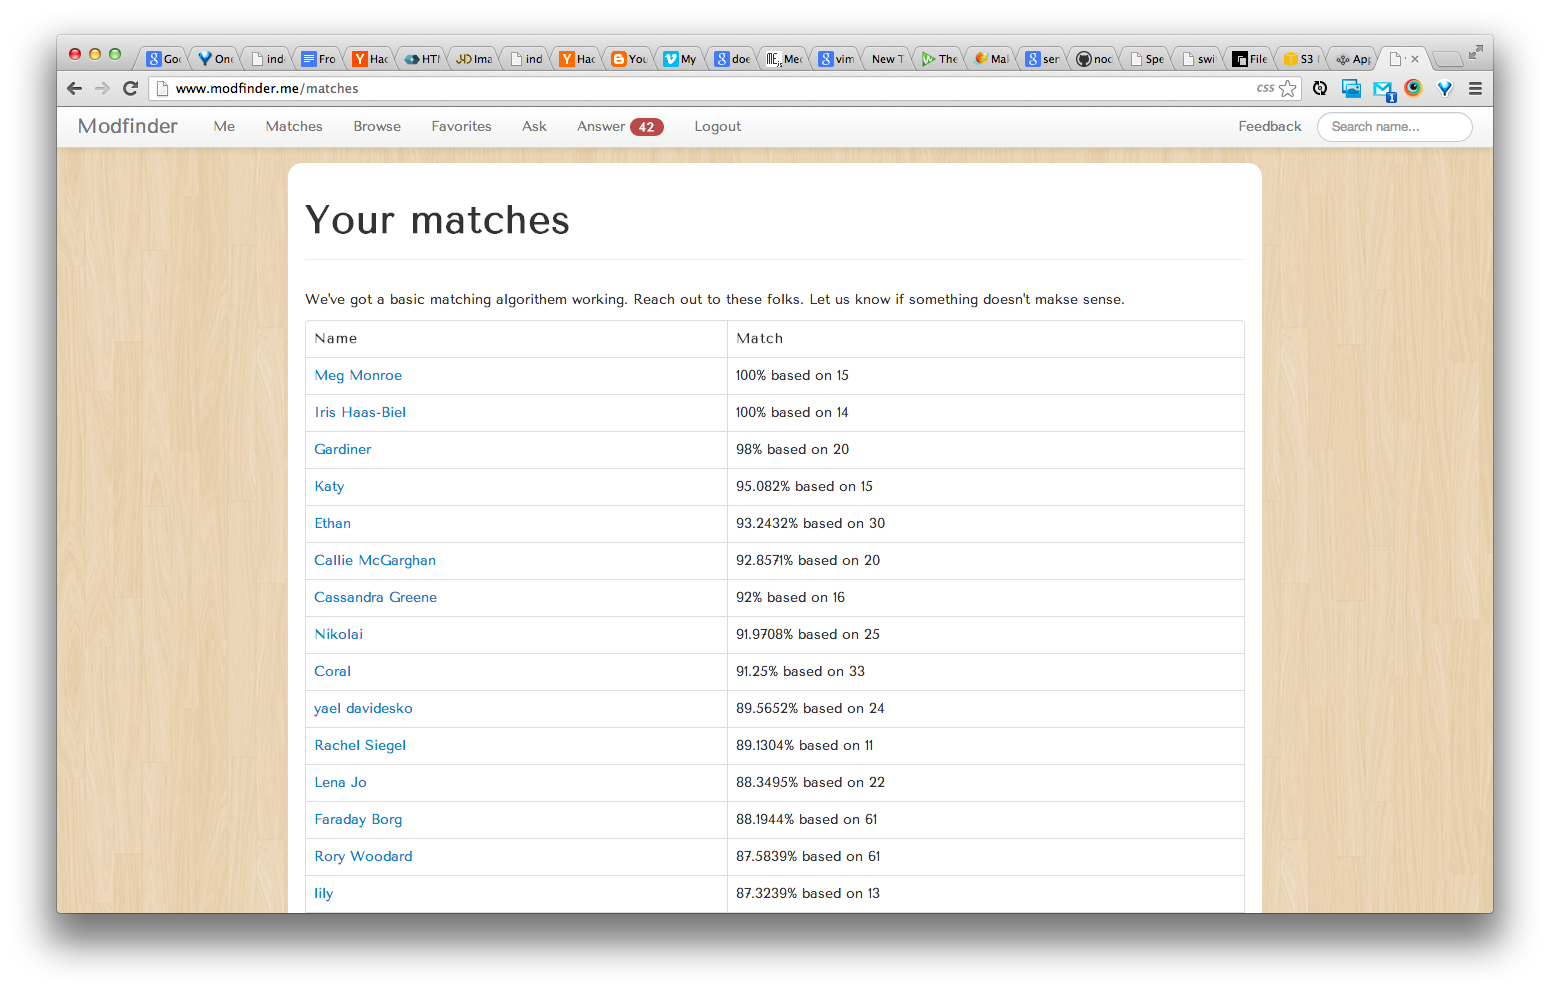 Goo On ind Fro Hac HTM JHD Ima ind Hac You My doe Mec vim New T The Mal ser noc Spe swi File S3 App
www.modfinder.me/matches css
Modfinder Me Matches Browse Favorites Ask Answer 42 Logout Feedback Search name...
Your matches
We've got a basic matching algorithem working. Reach out to these folks. Let us know if something doesn't makse sense.
Name Match
Meg Monroe 100% based on 15
Iris Haas-Biel 100% based on 14
Gardiner 98% based on 20
Katy 95.082% based on 15
Ethan 93.2432% based on 30
Callie McGarghan 92.8571% based on 20
Cassandra Greene 92% based on 16
Nikolai 91.9708% based on 25
Coral 91.25% based on 33
yael davidesko 89.5652% based on 24
Rachel Siegel 89.1304% based on 11
Lena Jo 88.3495% based on 22
Faraday Borg 88.1944% based on 61
Rory Woodard 87.5839% based on 61
lily 87.3239% based on 13